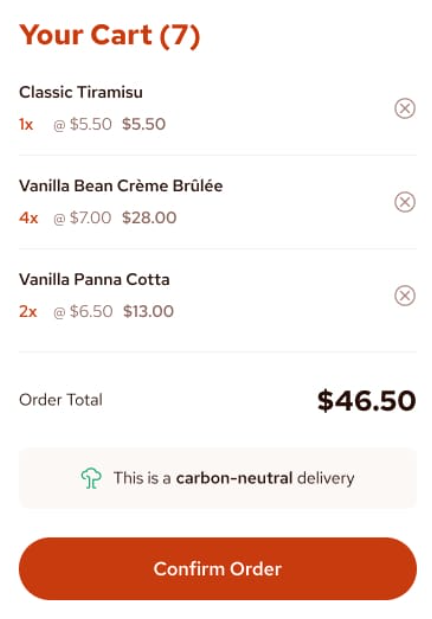 Your Cart (7)
Classic Tiramisu
1x @ $5.50 $5.50
Vanilla Bean Crème Brûlée
4x @ $7.00 $28.00
Vanilla Panna Cotta
2x @ $6.50 $13.00
Order Total $46.50
This is a carbon-neutral delivery
Confirm Order